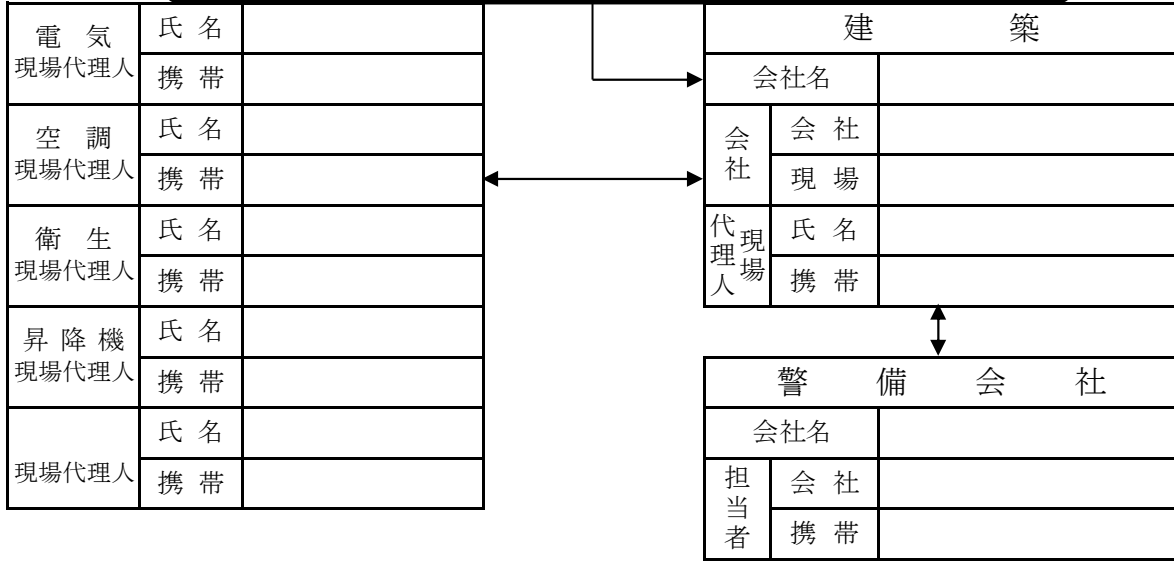 電気
現場代理人
氏名
携帯
空調
現場代理人
氏名
携帯
衛生
現場代理人
氏名
携帯
昇降機
現場代理人
氏名
携帯
現場代理人
氏名
携帯
建築
会社名
会社
会社
現場
現場
代理人
氏名
携帯
警備会社
会社名
担当者
会社
携帯